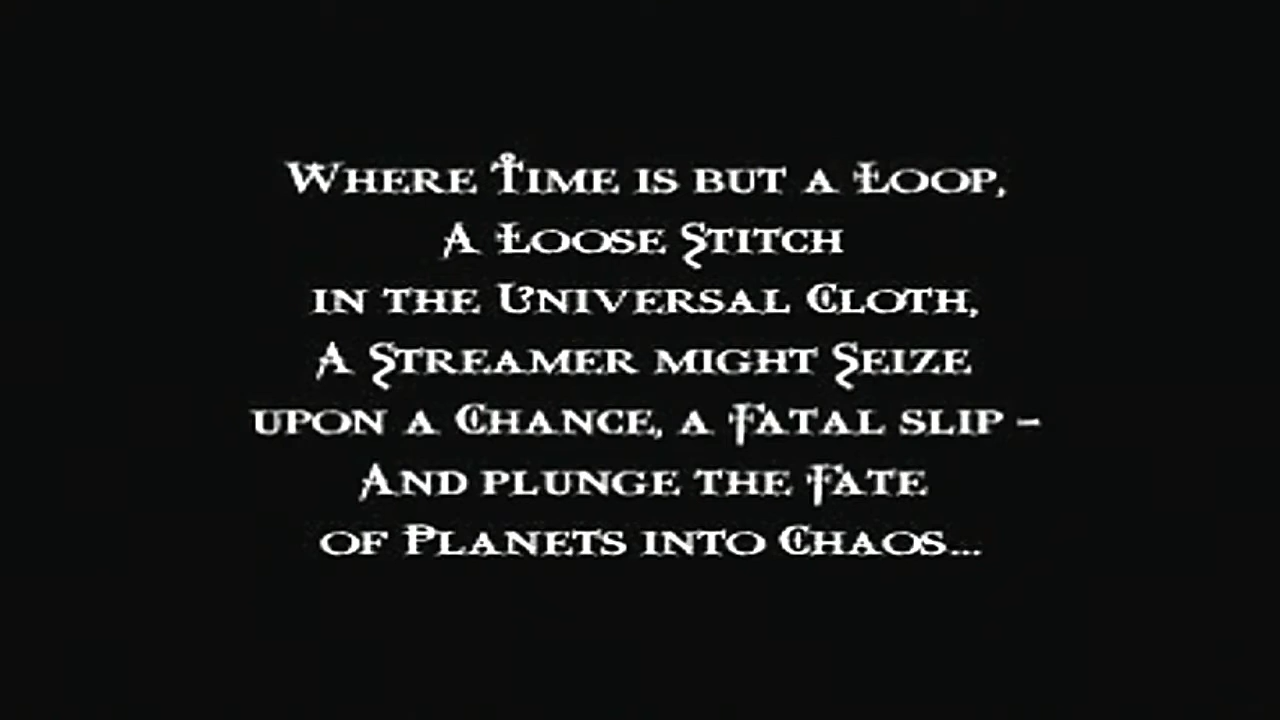 Where Time is but a Loop,
A Loose Stitch
in the Universal Cloth,
A Streamer might Seize
upon a Chance, a Fatal slip –
And plunge the Fate
of Planets into Chaos...